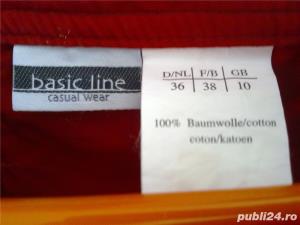 basic line
casual wear
D/NL F/B GB
36 38 10
100% Baumwolle/cotton
coton/katoen
publi24.ro